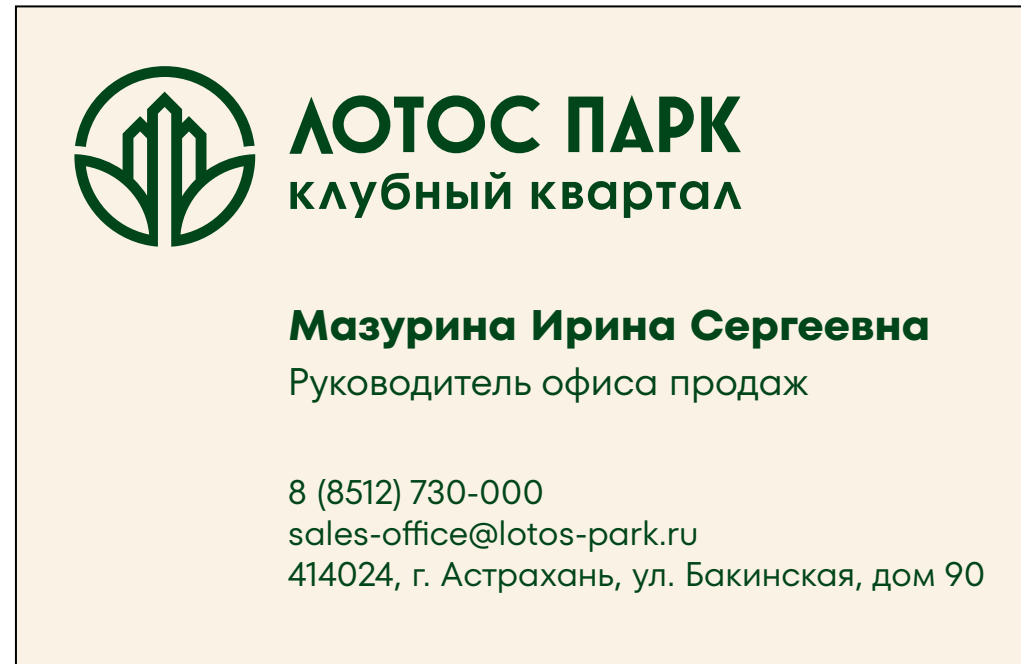 ЛОТОС ПАРК
клубный квартал
Мазурина Ирина Сергеевна
Руководитель офиса продаж
8 (8512) 730-000
sales-office@lotos-park.ru
414024, г. Астрахань, ул. Бакинская, дом 90